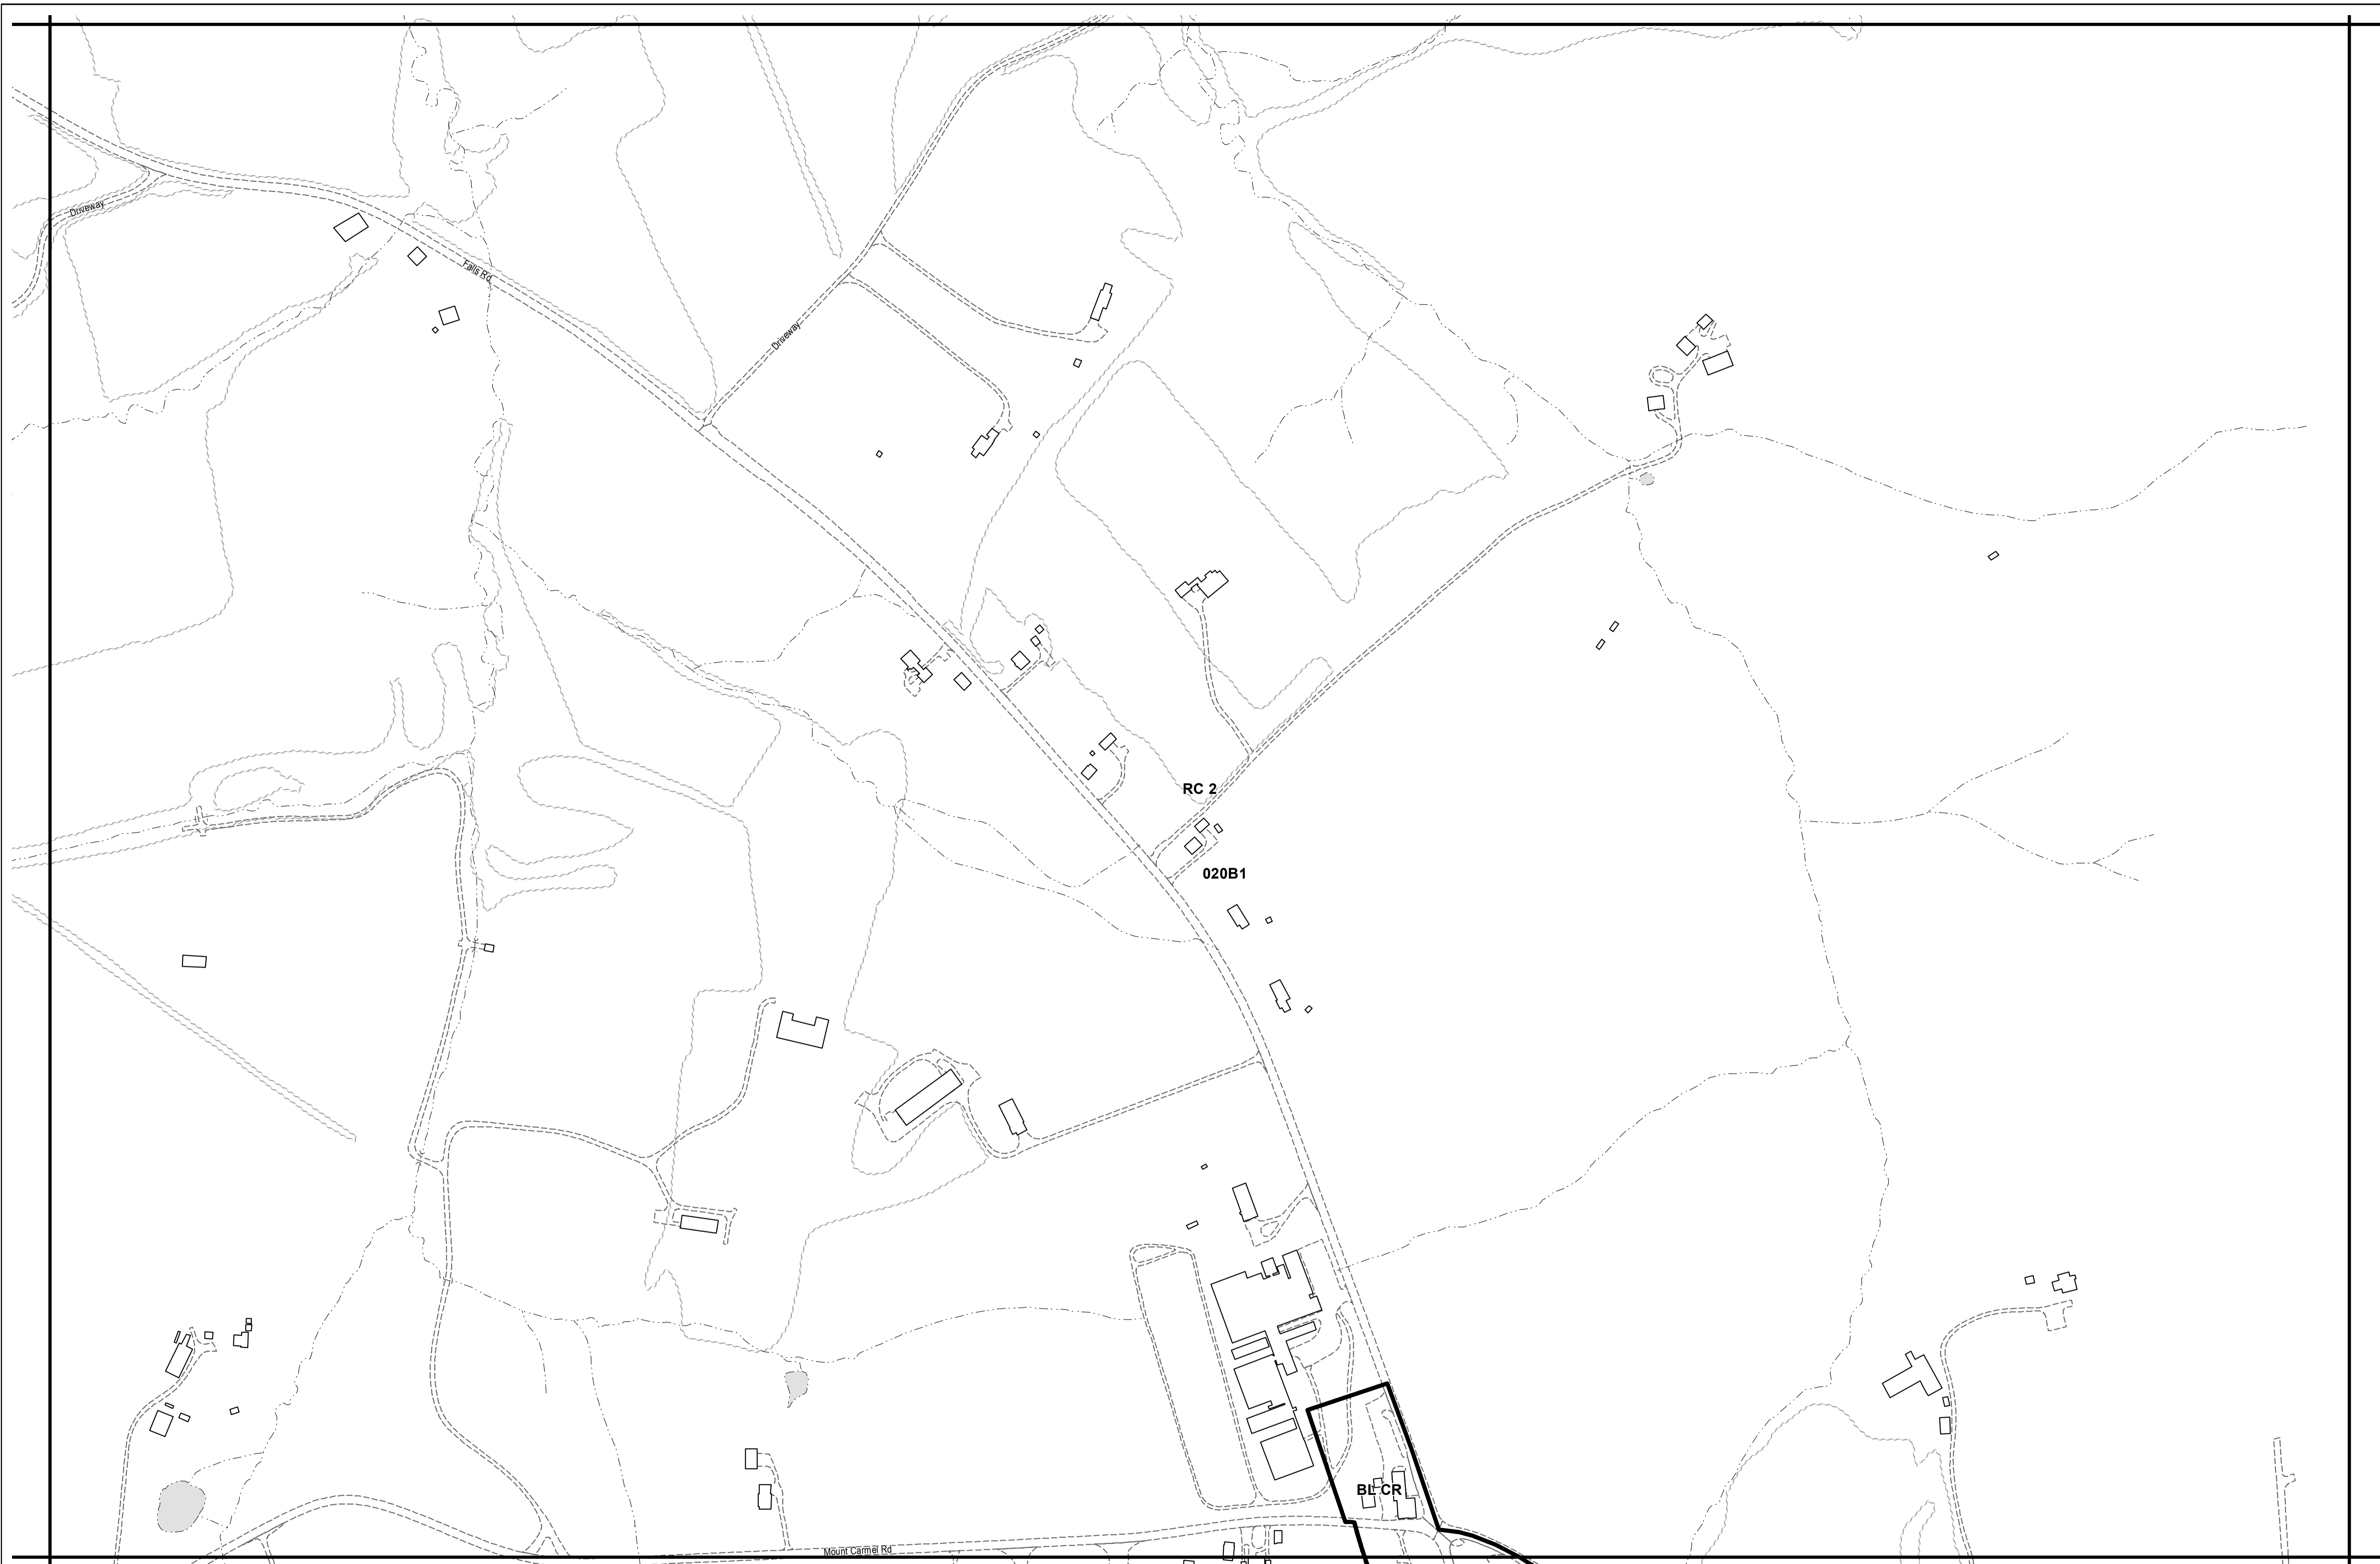 Driveway
Falls Rd
Driveway
RC 2
020B1
BL CR
Mount Carmel Rd